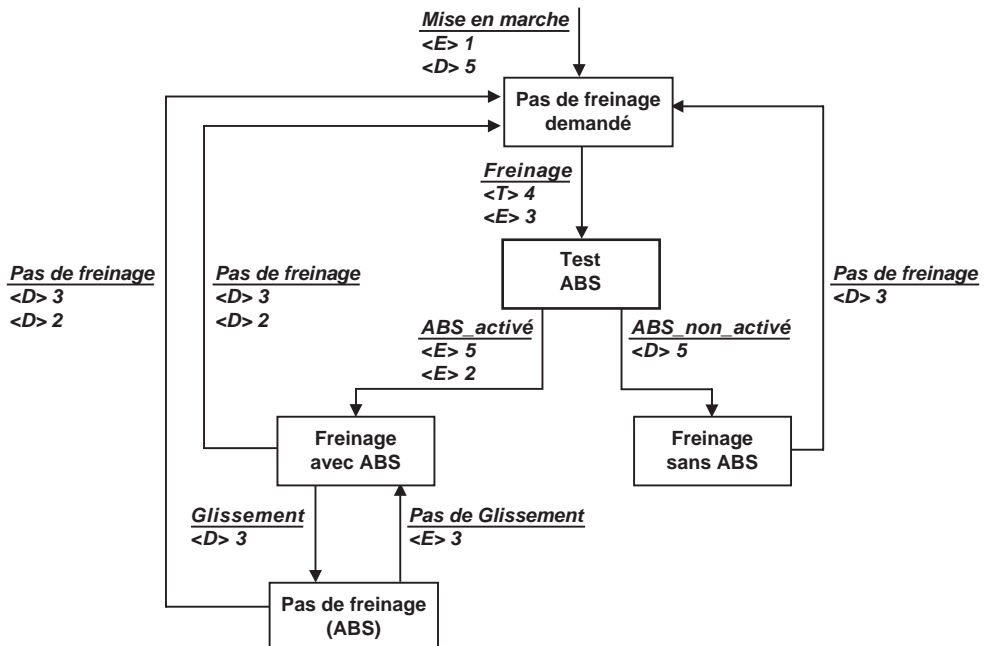 Mise en marche
<E> 1
<D> 5
Pas de freinage
demandé
Freinage
<T> 4
<E> 3
Test
ABS
Pas de freinage
<D> 3
<D> 2
Pas de freinage
<D> 3
<D> 2
Pas de freinage
<D> 3
ABS_activé
<E> 5
<E> 2
ABS_non_activé
<D> 5
Freinage
avec ABS
Freinage
sans ABS
Glissement
<D> 3
Pas de Glissement
<E> 3
Pas de freinage
(ABS)